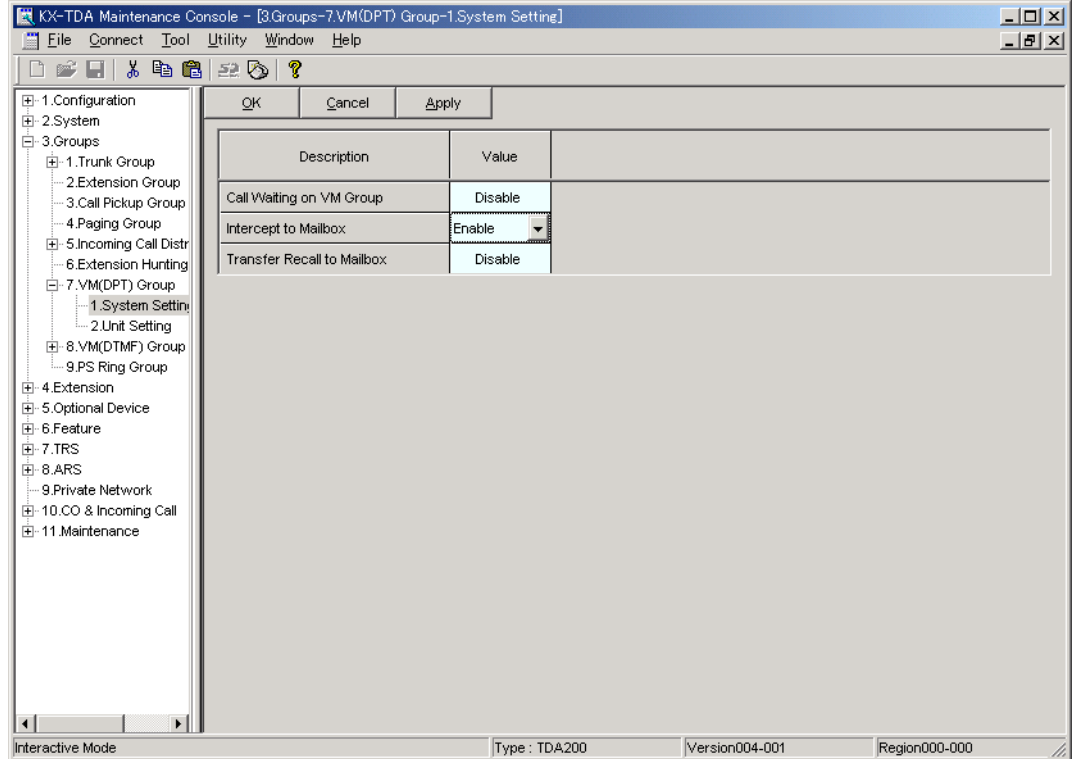 KX-TDA Maintenance Console - [3.Groups-7.VM(DPT) Group-1.System Setting]
File Connect Tool Utility Window Help
1.Configuration
2.System
3.Groups
1.Trunk Group
2.Extension Group
3.Call Pickup Group
4.Paging Group
5.Incoming Call Distr
6.Extension Hunting
7.VM(DPT) Group
1.System Setting
2.Unit Setting
8.VM(DTMF) Group
9.PS Ring Group
4.Extension
5.Optional Device
6.Feature
7.TRS
8.ARS
9.Private Network
10.CO & Incoming Call
11.Maintenance
OK Cancel Apply
Description Value
Call Waiting on VM Group Disable
Intercept to Mailbox Enable
Transfer Recall to Mailbox Disable
Interactive Mode Type : TDA200 Version004-001 Region000-000